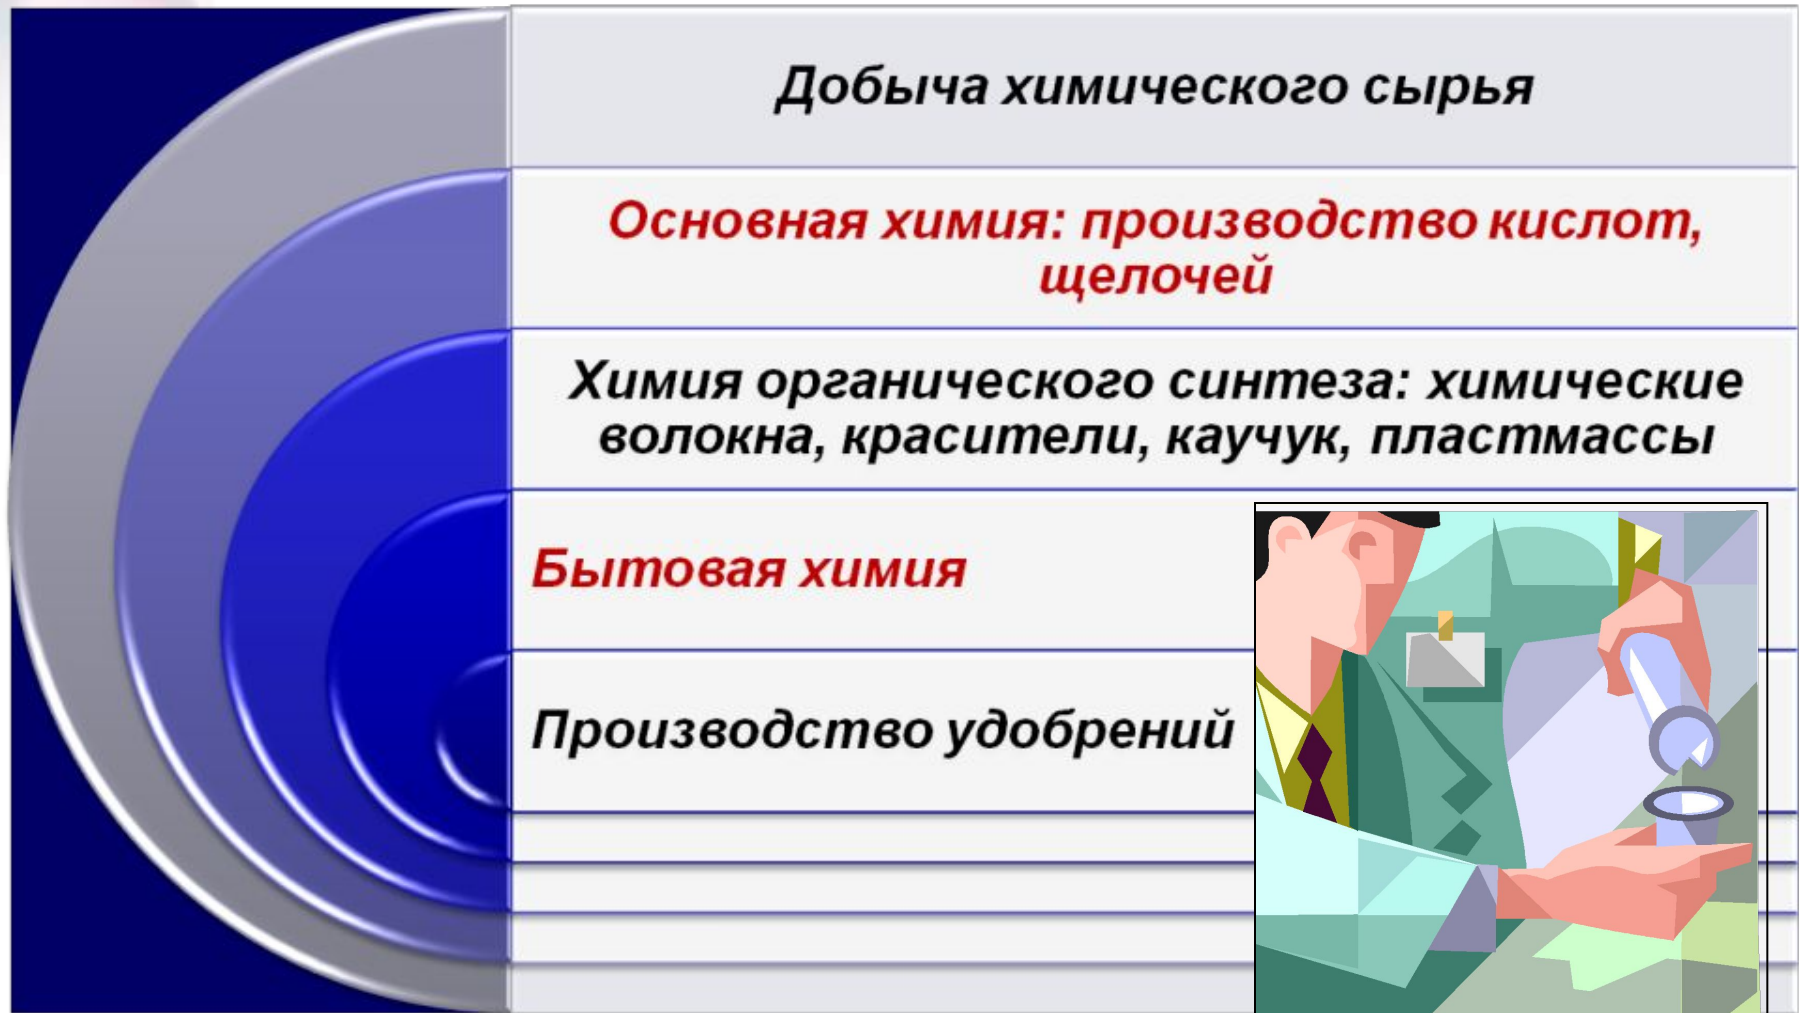 Добыча химического сырья
Основная химия: производство кислот,
щелочей
Химия органического синтеза: химические
волокна, красители, каучук, пластмассы
Бытовая химия
Производство удобрений